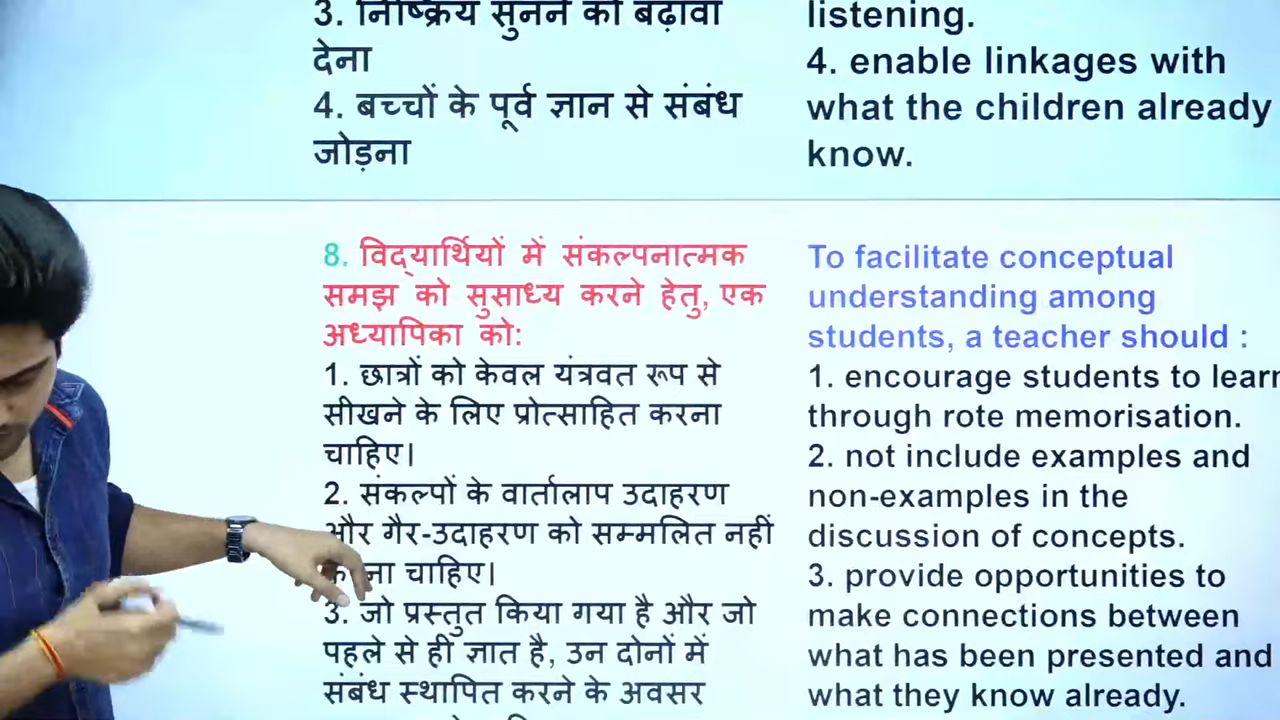 3. निष्क्रिय सुनने को बढ़ावा
देना
4. बच्चों के पूर्व ज्ञान से संबंध
जोड़ना
listening.
4. enable linkages with
what the children already
know.
8. विद्यार्थियों में संकल्पनात्मक
समझ को सुसाध्य करने हेतु, एक
अध्यापिका को:
1. छात्रों को केवल यंत्रवत रूप से
सीखने के लिए प्रोत्साहित करना
चाहिए।
2. संकल्पों के वार्तालाप उदाहरण
और गैर-उदाहरण को सम्मलित नहीं
चाहिए।
3. जो प्रस्तुत किया गया है और जो
पहले से ही ज्ञात है, उन दोनों में
संबंध स्थापित करने के अवसर
To facilitate conceptual
understanding among
students, a teacher should :
1. encourage students to learn
through rote memorisation.
2. not include examples and
non-examples in the
discussion of concepts.
3. provide opportunities to
make connections between
what has been presented and
what they know already.